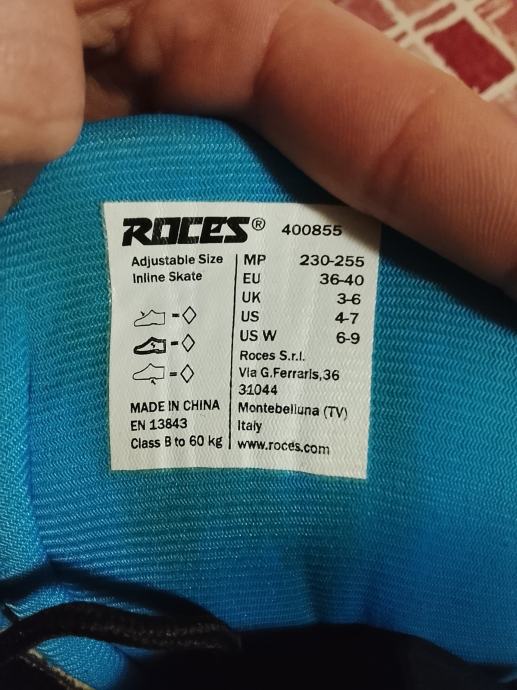 ROCES® 400855
Adjustable Size
Inline Skate
MADE IN CHINA
EN 13843
Class B to 60 kg
MP 230-255
EU 36-40
UK 3-6
US 4-7
US W 6-9
Roces S.r.l.
Via G.Ferraris,36
31044
Montebelluna (TV)
Italy
www.roces.com